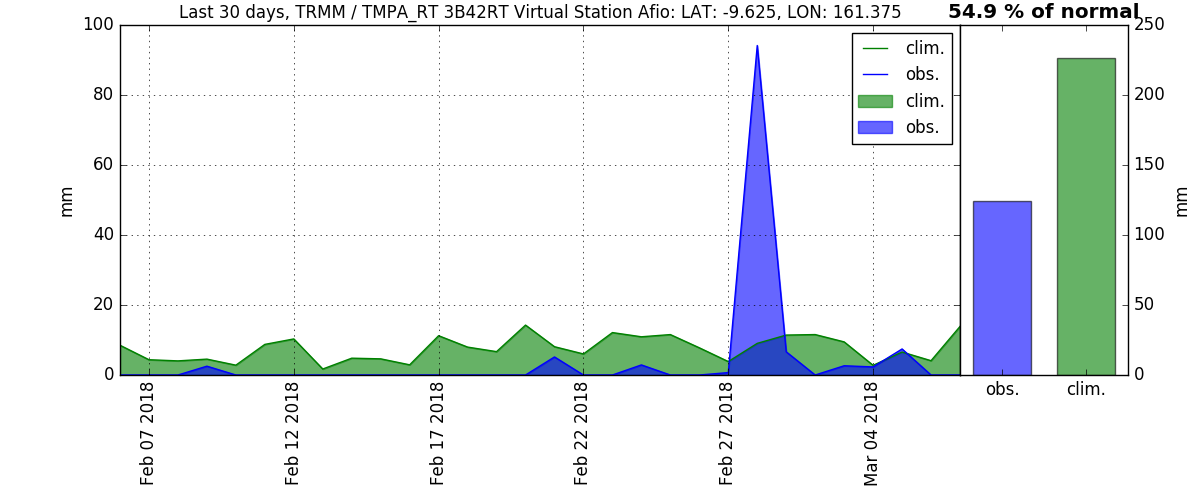 Last 30 days, TRMM / TMPA_RT 3B42RT Virtual Station Afio: LAT: -9.625, LON: 161.375
54.9 % of normal
100
80
60
40
20
0
mm
clim.
obs.
clim.
obs.
250
200
150
100
50
0
mm
obs.
clim.
Feb 07 2018
Feb 12 2018
Feb 17 2018
Feb 22 2018
Feb 27 2018
Mar 04 2018